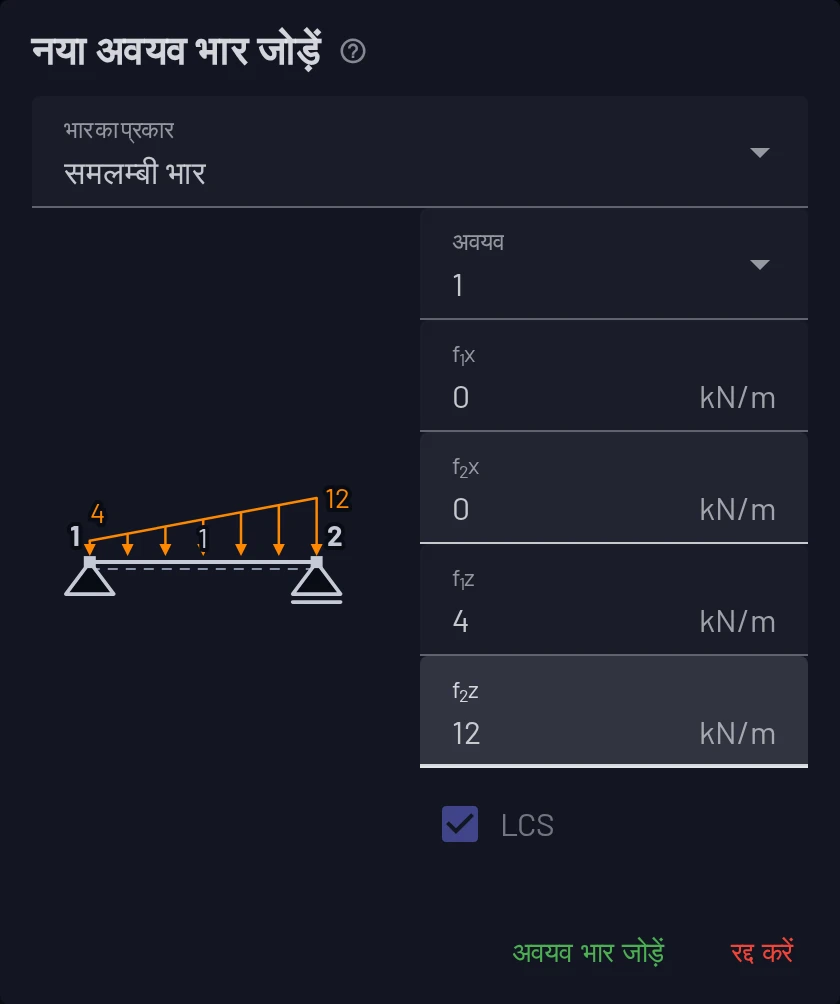 नया अवयव भार जोड़ें ?
भार का प्रकार
समलम्बी भार
अवयव
1
f₁x
0 kN/m
f₂x
0 kN/m
4 12
1 1 2
f₁z
4 kN/m
f₂z
12 kN/m
LCS
अवयव भार जोड़ें रद्द करें